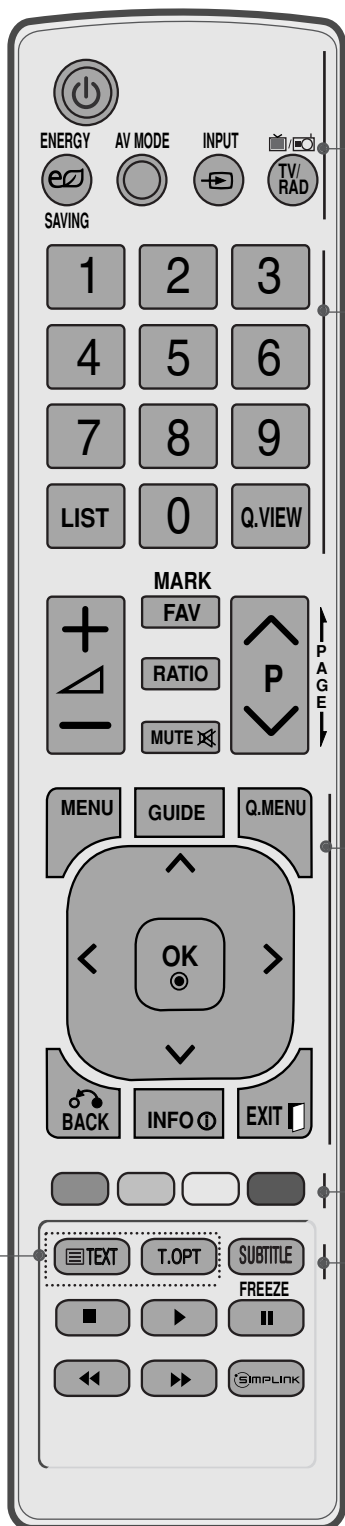 ENERGY AV MODE INPUT
TV/
RAD
SAVING
1 2 3
4 5 6
7 8 9
LIST 0 Q.VIEW
MARK
FAV
P
RATIO
PAGE
MUTE
MENU GUIDE Q.MENU
OK
BACK INFO EXIT
TEXT T.OPT SUBTITLE
FREEZE
SIMPLINK